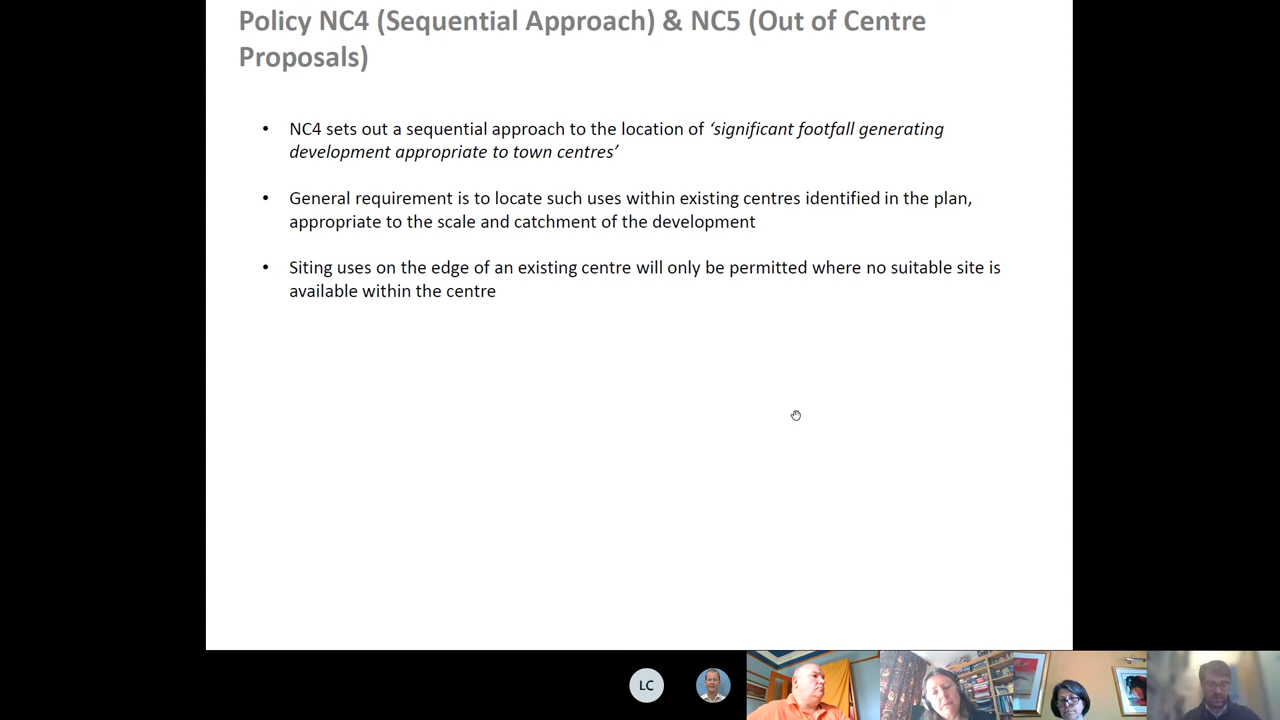 Policy NC4 (Sequential Approach) & NC5 (Out of Centre
Proposals)
• NC4 sets out a sequential approach to the location of ‘significant footfall generating
development appropriate to town centres’
• General requirement is to locate such uses within existing centres identified in the plan,
appropriate to the scale and catchment of the development
• Siting uses on the edge of an existing centre will only be permitted where no suitable site is
available within the centre
LC